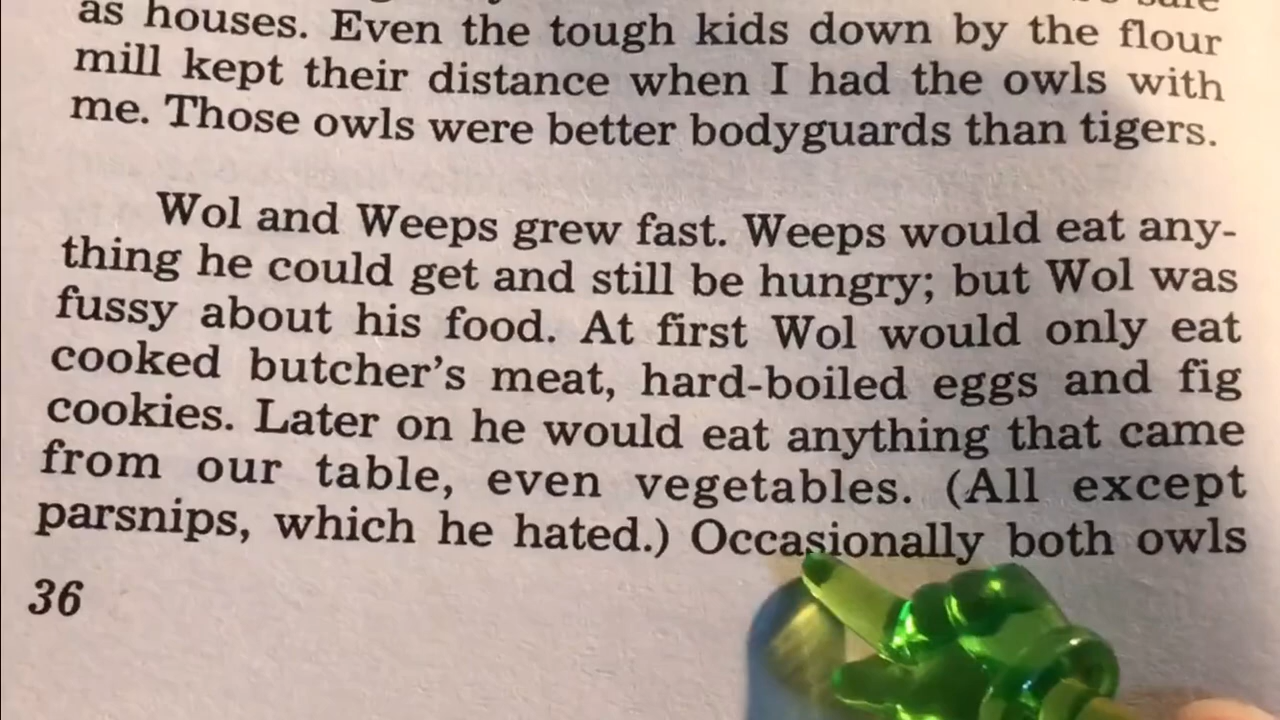 as houses. Even the tough kids down by the flour
mill kept their distance when I had the owls with
me. Those owls were better bodyguards than tigers.
Wol and Weeps grew fast. Weeps would eat any-
thing he could get and still be hungry; but Wol was
fussy about his food. At first Wol would only eat
cooked butcher's meat, hard-boiled eggs and fig
cookies. Later on he would eat anything that came
from our table, even vegetables. (All except
parsnips, which he hated.) Occasionally both owls
36